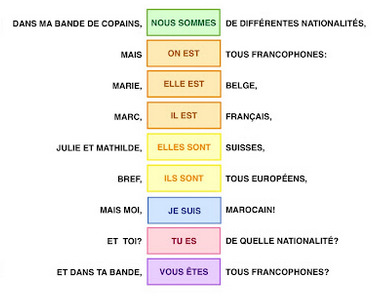 DANS MA BANDE DE COPAINS, NOUS SOMMES DE DIFFÉRENTES NATIONALITÉS,
MAIS ON EST TOUS FRANCOPHONES:
MARIE, ELLE EST BELGE,
MARC, IL EST FRANÇAIS,
JULIE ET MATHILDE, ELLES SONT SUISSES,
BREF, ILS SONT TOUS EUROPÉENS,
MAIS MOI, JE SUIS MAROCAIN!
ET TOI? TU ES DE QUELLE NATIONALITÉ?
ET DANS TA BANDE, VOUS ÊTES TOUS FRANCOPHONES?